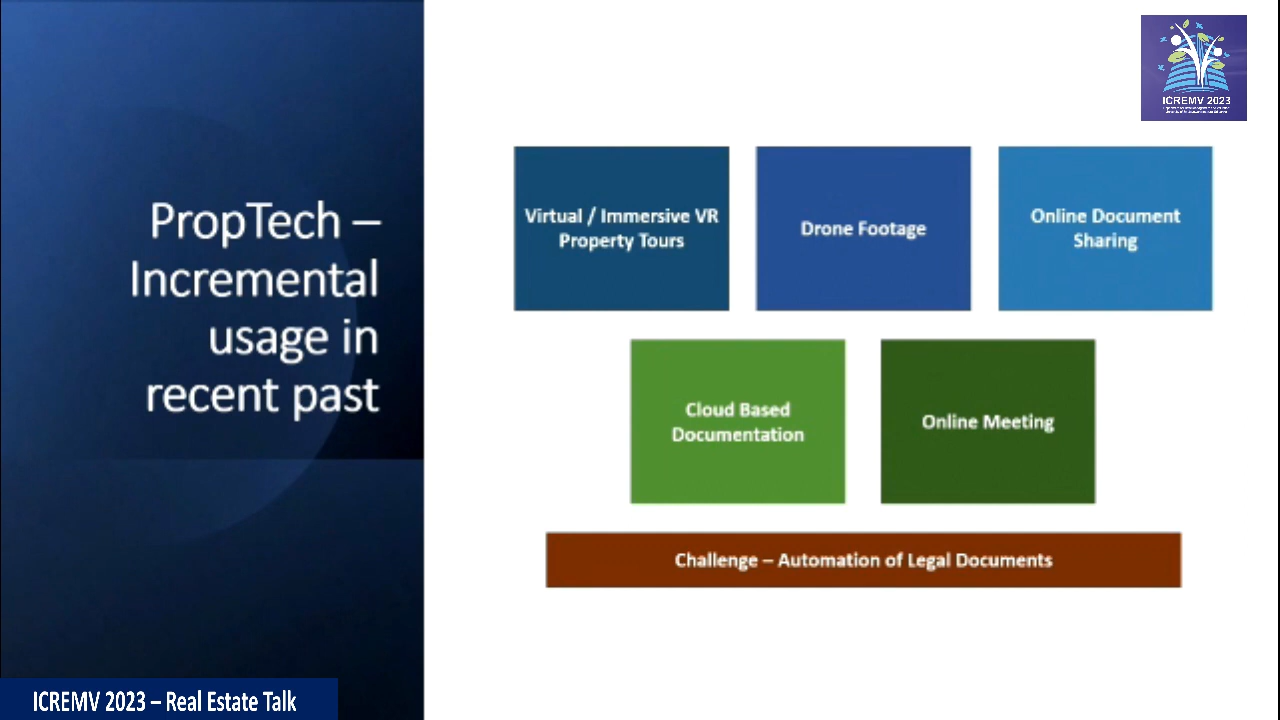 PropTech –
Incremental
usage in
recent past
ICREMV 2023
Virtual / Immersive VR
Property Tours
Drone Footage
Online Document
Sharing
Cloud Based
Documentation
Online Meeting
Challenge – Automation of Legal Documents
ICREMV 2023 – Real Estate Talk